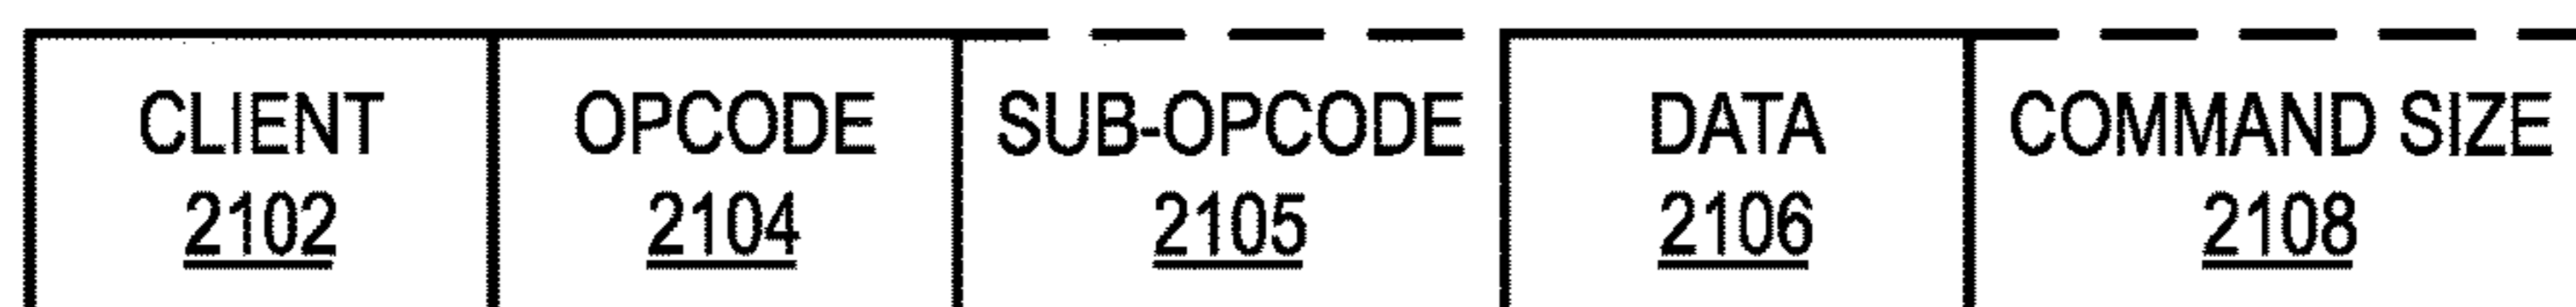 CLIENT OPCODE SUB-OPCODE DATA COMMAND SIZE
2102 2104 2105 2106 2108